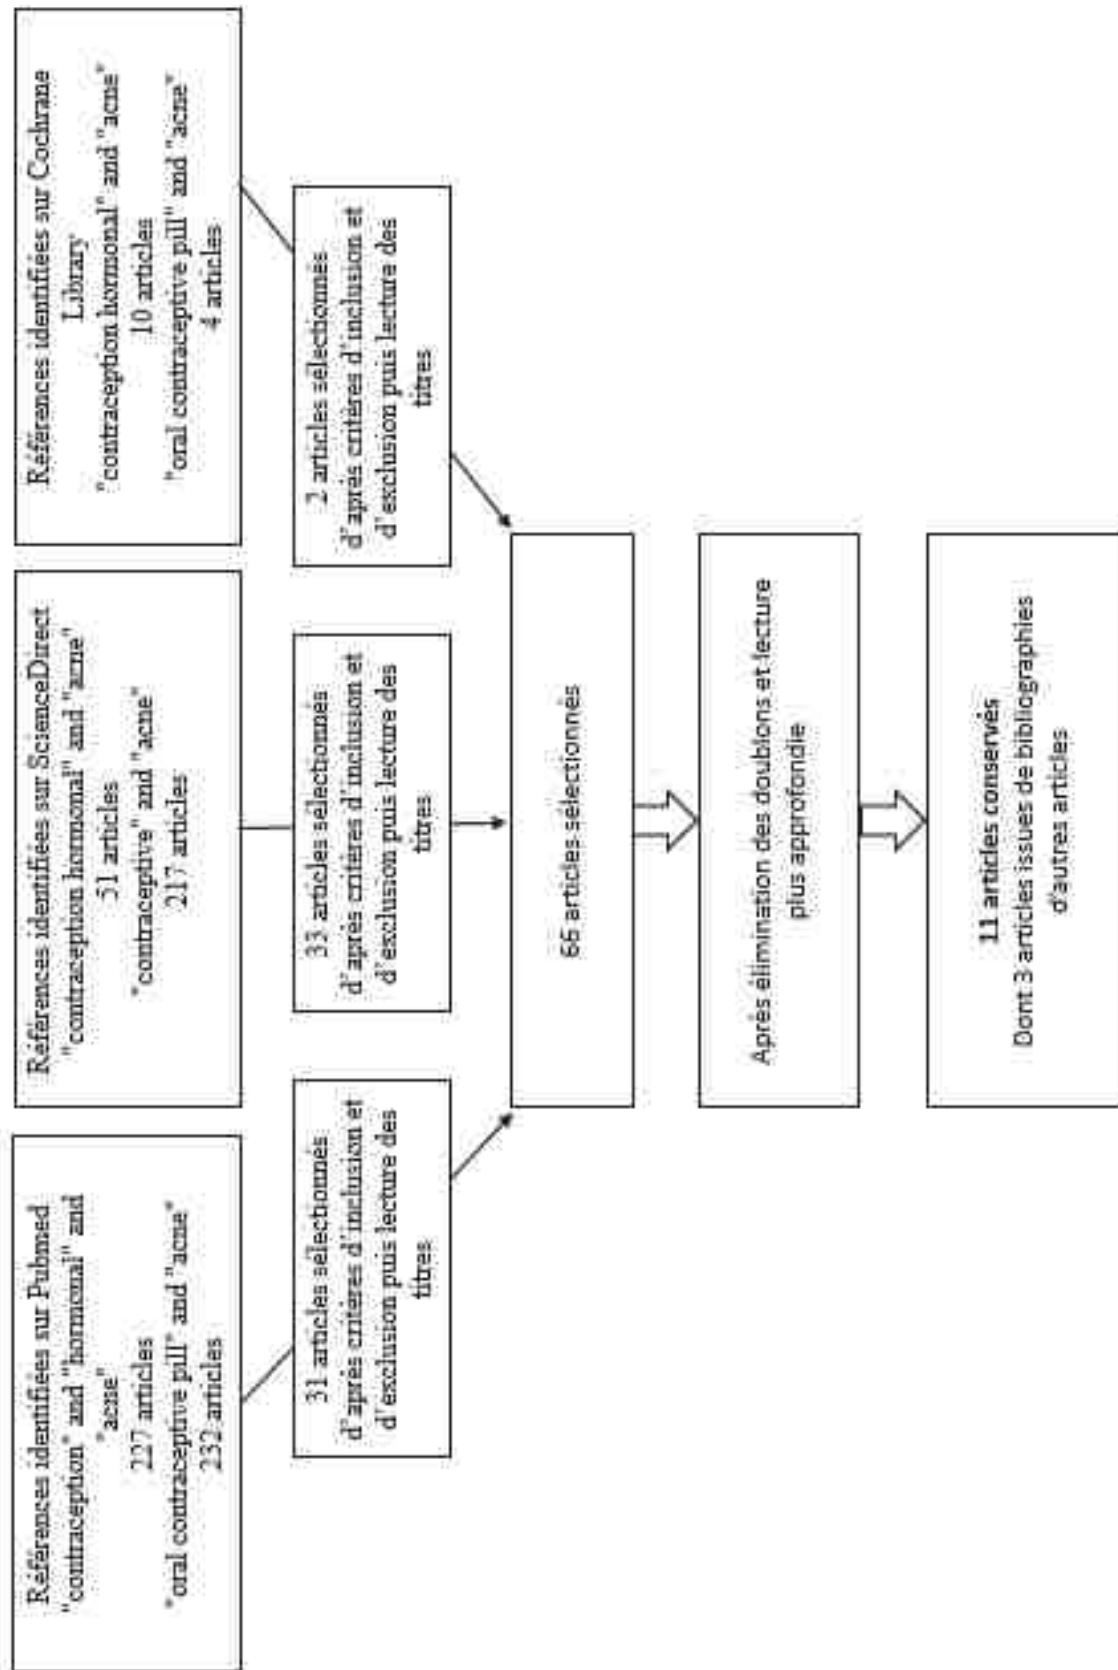 Références identifiées sur Pubmed
"contraception" and "hormonal" and
"acne"
227 articles
"oral contraceptive pill" and "acne"
232 articles
Références identifiées sur ScienceDirect
"contraception hormonal" and "acne"
51 articles
"contraceptive" and "acne"
217 articles
Références identifiées sur Cochrane
Library
"contraception hormonal" and "acne"
10 articles
"oral contraceptive pill" and "acne"
4 articles
31 articles sélectionnés
d'après critères d'inclusion et
d'exclusion puis lecture des
titres
33 articles sélectionnés
d'après critères d'inclusion et
d'exclusion puis lecture des
titres
2 articles sélectionnés
d'après critères d'inclusion et
d'exclusion puis lecture des
titres
66 articles sélectionnés
Après élimination des doublons et lecture
plus approfondie
11 articles conservés
Dont 3 articles issues de bibliographies
d'autres articles